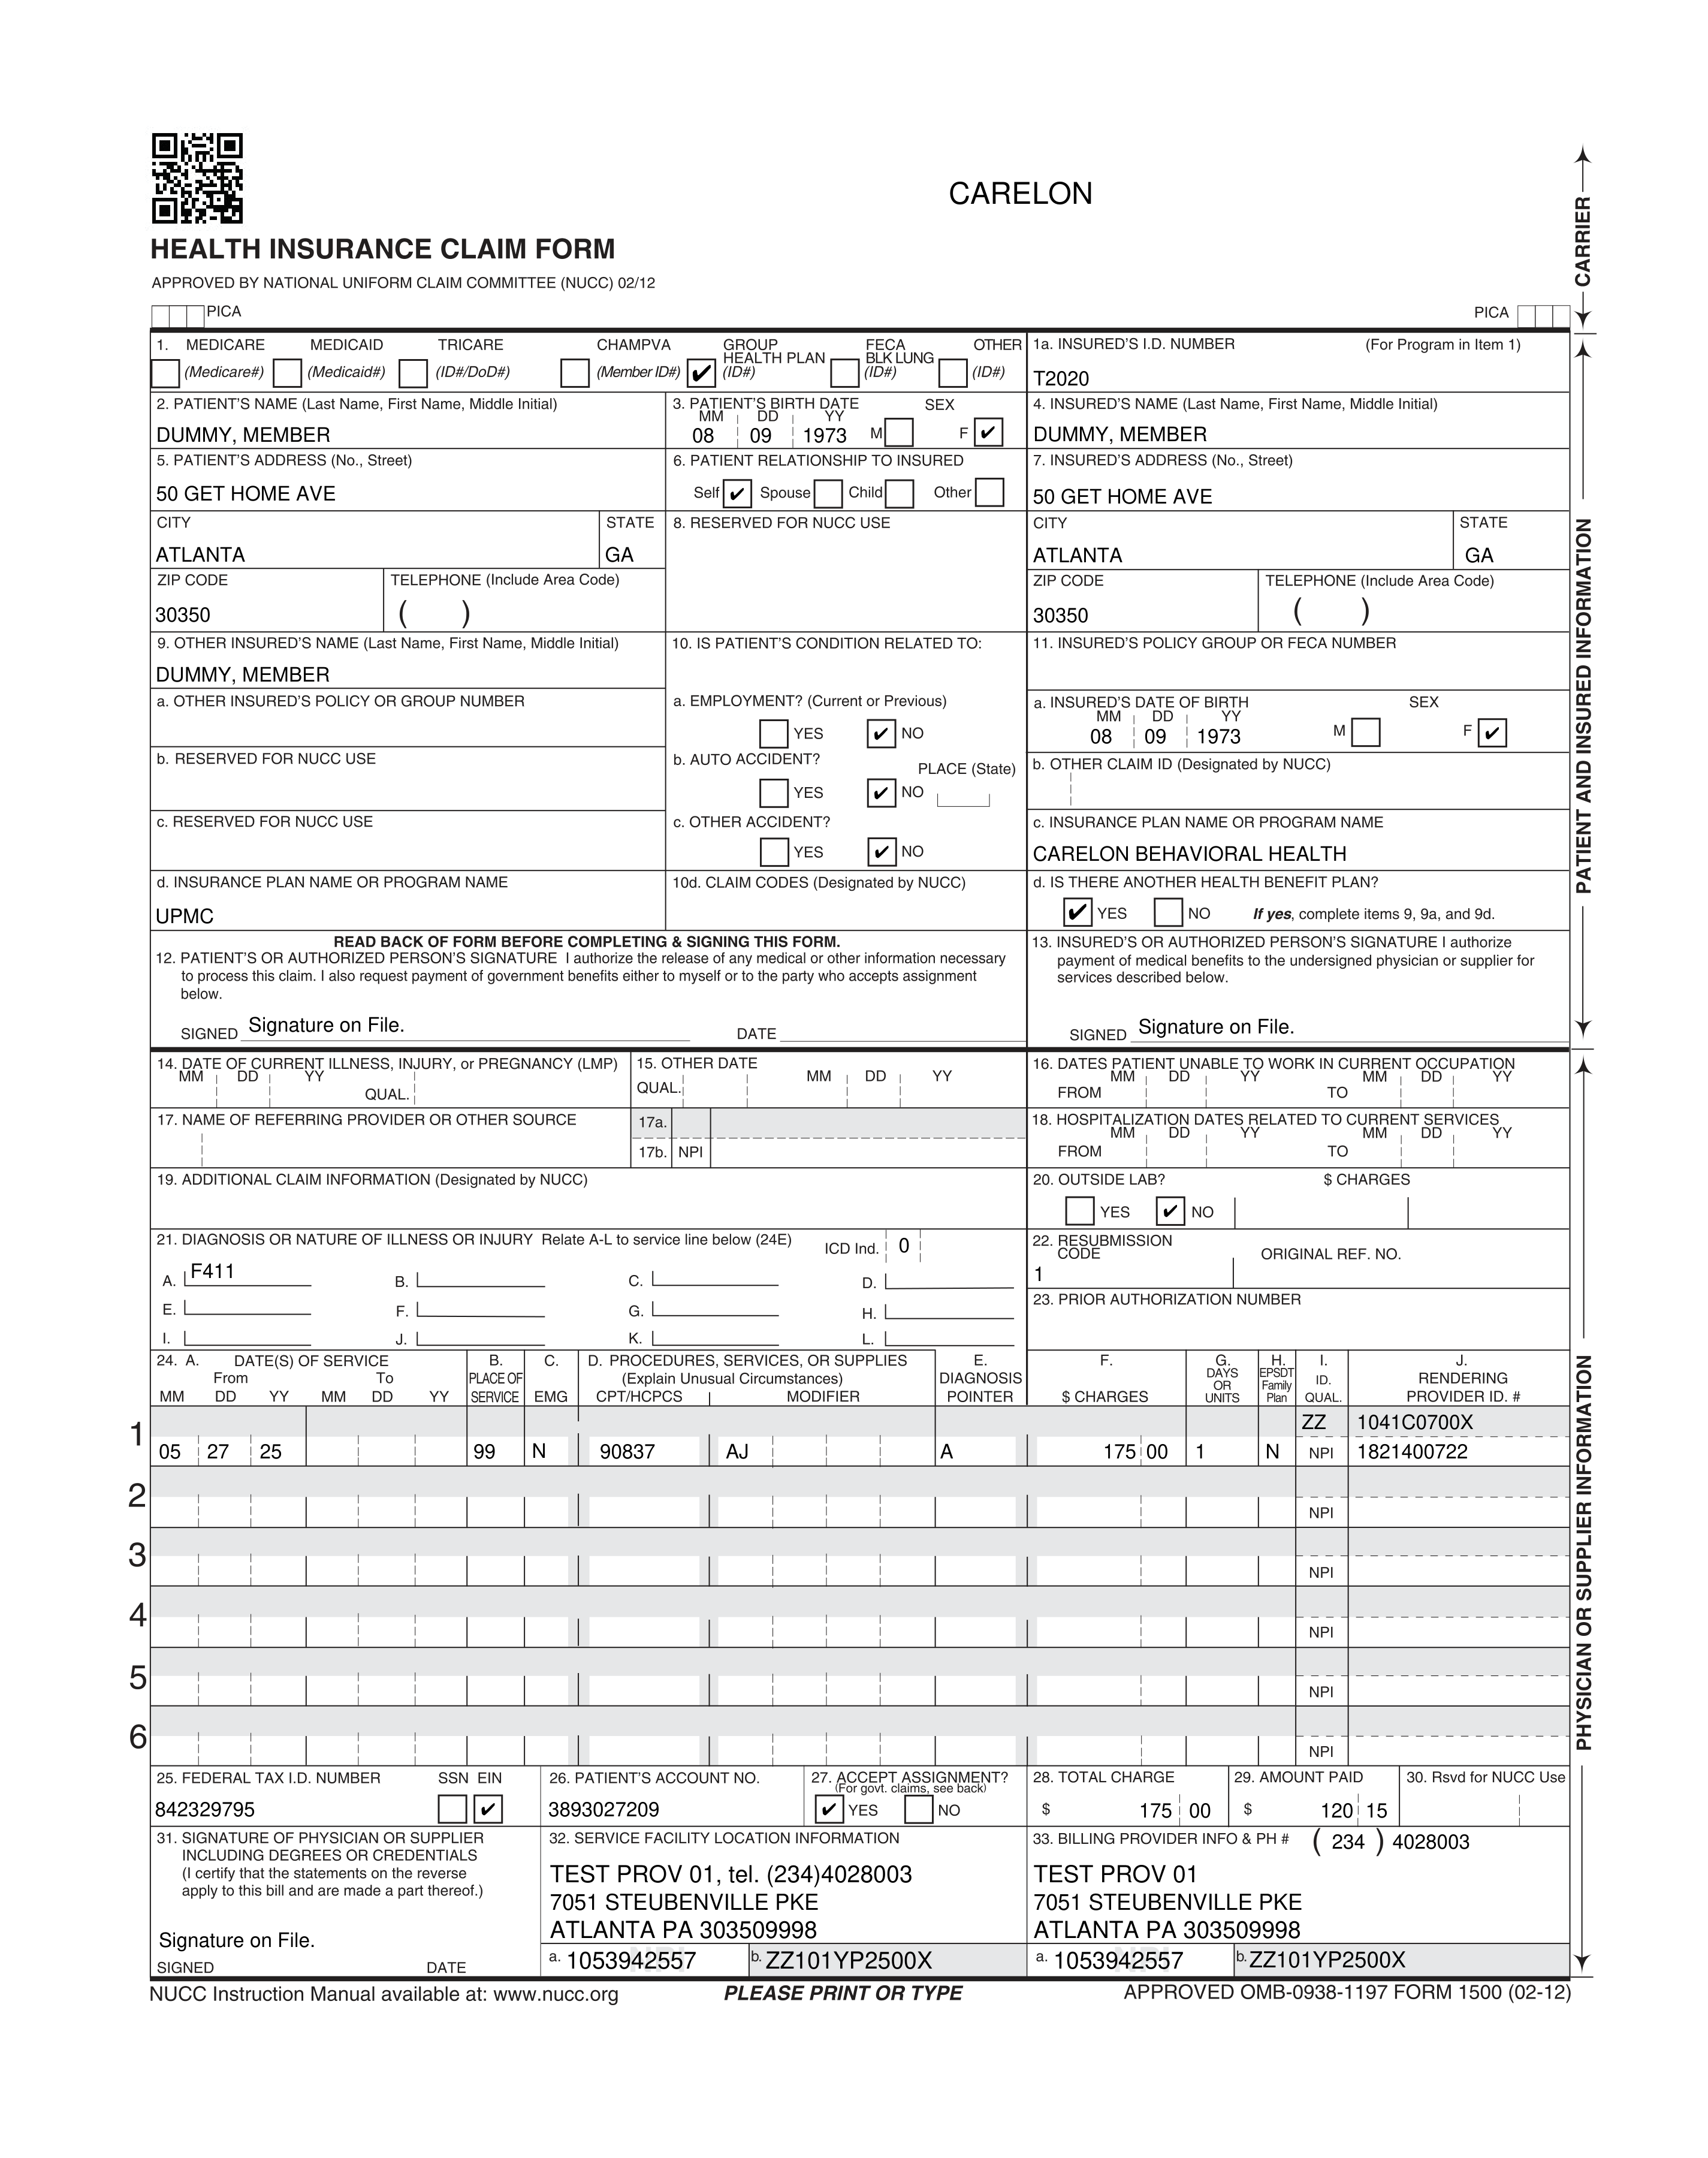 CARELON
HEALTH INSURANCE CLAIM FORM
APPROVED BY NATIONAL UNIFORM CLAIM COMMITTEE (NUCC) 02/12
PICA PICA
CARRIER
1. MEDICARE MEDICAID TRICARE CHAMPVA GROUP HEALTH PLAN FECA BLK LUNG OTHER
(Medicare#) (Medicaid#) (ID#/DoD#) (Member ID#) ✔ (ID#) (ID#) (ID#)
1a. INSURED'S I.D. NUMBER (For Program in Item 1)
T2020
2. PATIENT'S NAME (Last Name, First Name, Middle Initial)
DUMMY, MEMBER
3. PATIENT'S BIRTH DATE SEX
MM DD YY
08 09 1973 M F ✔
4. INSURED'S NAME (Last Name, First Name, Middle Initial)
DUMMY, MEMBER
5. PATIENT'S ADDRESS (No., Street)
50 GET HOME AVE
6. PATIENT RELATIONSHIP TO INSURED
Self ✔ Spouse Child Other
7. INSURED'S ADDRESS (No., Street)
50 GET HOME AVE
CITY STATE
ATLANTA GA
8. RESERVED FOR NUCC USE
CITY STATE
ATLANTA GA
ZIP CODE TELEPHONE (Include Area Code)
30350 ( )
ZIP CODE TELEPHONE (Include Area Code)
30350 ( )
9. OTHER INSURED'S NAME (Last Name, First Name, Middle Initial)
DUMMY, MEMBER
10. IS PATIENT'S CONDITION RELATED TO:
11. INSURED'S POLICY GROUP OR FECA NUMBER
a. OTHER INSURED'S POLICY OR GROUP NUMBER
a. EMPLOYMENT? (Current or Previous)
YES ✔ NO
a. INSURED'S DATE OF BIRTH SEX
MM DD YY
08 09 1973 M F ✔
b. RESERVED FOR NUCC USE
b. AUTO ACCIDENT? PLACE (State)
YES ✔ NO
b. OTHER CLAIM ID (Designated by NUCC)
c. RESERVED FOR NUCC USE
c. OTHER ACCIDENT?
YES ✔ NO
c. INSURANCE PLAN NAME OR PROGRAM NAME
CARELON BEHAVIORAL HEALTH
d. INSURANCE PLAN NAME OR PROGRAM NAME
UPMC
10d. CLAIM CODES (Designated by NUCC)
d. IS THERE ANOTHER HEALTH BENEFIT PLAN?
✔ YES NO If yes, complete items 9, 9a, and 9d.
READ BACK OF FORM BEFORE COMPLETING & SIGNING THIS FORM.
12. PATIENT'S OR AUTHORIZED PERSON'S SIGNATURE I authorize the release of any medical or other information necessary
to process this claim. I also request payment of government benefits either to myself or to the party who accepts assignment
below.
SIGNED Signature on File. DATE
13. INSURED'S OR AUTHORIZED PERSON'S SIGNATURE I authorize
payment of medical benefits to the undersigned physician or supplier for
services described below.
SIGNED Signature on File.
PATIENT AND INSURED INFORMATION
14. DATE OF CURRENT ILLNESS, INJURY, or PREGNANCY (LMP)
MM DD YY
QUAL.
15. OTHER DATE
QUAL. MM DD YY
16. DATES PATIENT UNABLE TO WORK IN CURRENT OCCUPATION
MM DD YY MM DD YY
FROM TO
17. NAME OF REFERRING PROVIDER OR OTHER SOURCE
17a.
17b. NPI
18. HOSPITALIZATION DATES RELATED TO CURRENT SERVICES
MM DD YY MM DD YY
FROM TO
19. ADDITIONAL CLAIM INFORMATION (Designated by NUCC)
20. OUTSIDE LAB? $ CHARGES
YES ✔ NO
21. DIAGNOSIS OR NATURE OF ILLNESS OR INJURY Relate A-L to service line below (24E) ICD Ind. 0
A. F411 B. C. D.
E. F. G. H.
I. J. K. L.
22. RESUBMISSION
CODE ORIGINAL REF. NO.
1
23. PRIOR AUTHORIZATION NUMBER
24. A. DATE(S) OF SERVICE B. C. D. PROCEDURES, SERVICES, OR SUPPLIES E. F. G. H. I. J.
From To PLACE OF (Explain Unusual Circumstances) DIAGNOSIS DAYS OR EPSDT Family ID. RENDERING
MM DD YY MM DD YY SERVICE EMG CPT/HCPCS MODIFIER POINTER $ CHARGES UNITS Plan QUAL. PROVIDER ID. #
ZZ 1041C0700X
1 05 27 25 99 N 90837 AJ A 175 00 1 N NPI 1821400722
2 NPI
3 NPI
4 NPI
5 NPI
6 NPI
25. FEDERAL TAX I.D. NUMBER SSN EIN
842329795 ✔
26. PATIENT'S ACCOUNT NO.
3893027209
27. ACCEPT ASSIGNMENT?
(For govt. claims, see back)
✔ YES NO
28. TOTAL CHARGE
$ 175 00
29. AMOUNT PAID
$ 120 15
30. Rsvd for NUCC Use
31. SIGNATURE OF PHYSICIAN OR SUPPLIER
INCLUDING DEGREES OR CREDENTIALS
(I certify that the statements on the reverse
apply to this bill and are made a part thereof.)
Signature on File.
SIGNED DATE
32. SERVICE FACILITY LOCATION INFORMATION
TEST PROV 01, tel. (234)4028003
7051 STEUBENVILLE PKE
ATLANTA PA 303509998
a. 1053942557 b. ZZ101YP2500X
33. BILLING PROVIDER INFO & PH # ( 234 ) 4028003
TEST PROV 01
7051 STEUBENVILLE PKE
ATLANTA PA 303509998
a. 1053942557 b. ZZ101YP2500X
PHYSICIAN OR SUPPLIER INFORMATION
NUCC Instruction Manual available at: www.nucc.org PLEASE PRINT OR TYPE APPROVED OMB-0938-1197 FORM 1500 (02-12)